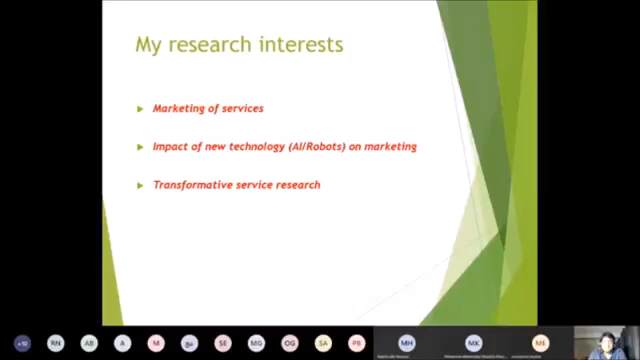 My research interests
Marketing of services
Impact of new technology (AI/Robots) on marketing
Transformative service research
+10
RN
AB
A
M
SE
MG
OG
SA
PB
MH
MK